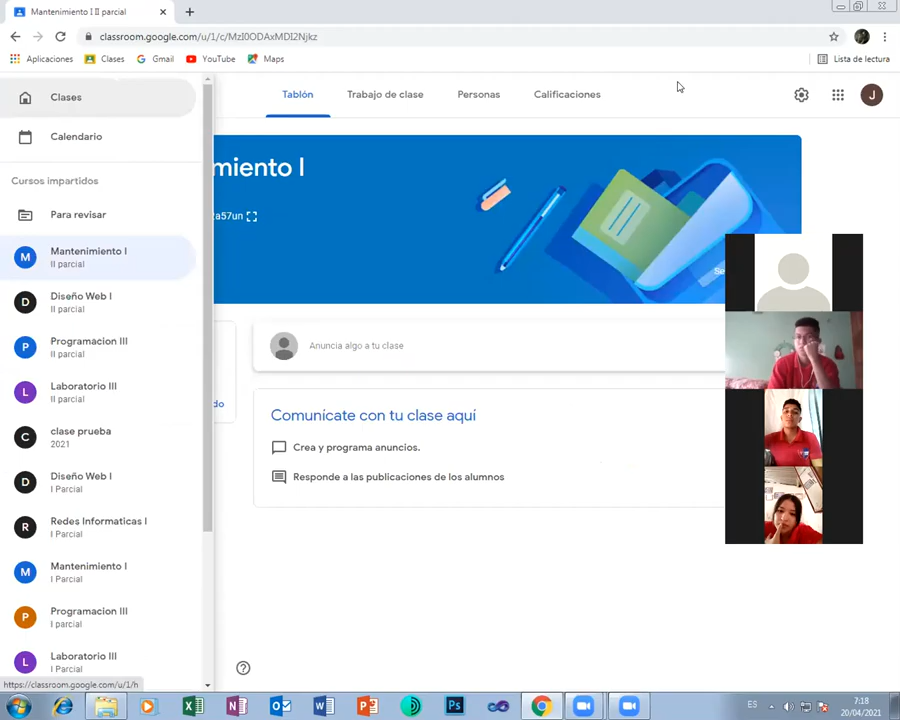 Mantenimiento I II parcial
classroom.google.com/u/1/c/MzI0ODAxMDI2Njkz
Aplicaciones
Clases
Gmail
YouTube
Maps
Lista de lectura
Clases
Tablón
Trabajo de clase
Personas
Calificaciones
J
Calendario
Cursos impartidos
miento I
a57un
Para revisar
M
Mantenimiento I
II parcial
D
Diseño Web I
II parcial
P
Programacion III
II parcial
Anuncia algo a tu clase
L
Laboratorio III
II parcial
do
Comunícate con tu clase aquí
C
clase prueba
2021
Crea y programa anuncios.
D
Diseño Web I
I Parcial
Responde a las publicaciones de los alumnos
R
Redes Informaticas I
I Parcial
M
Mantenimiento I
I Parcial
P
Programacion III
I parcial
L
Laboratorio III
I Parcial
https://classroom.google.com/u/1/h
Ps
ES
7:18
20/04/2021